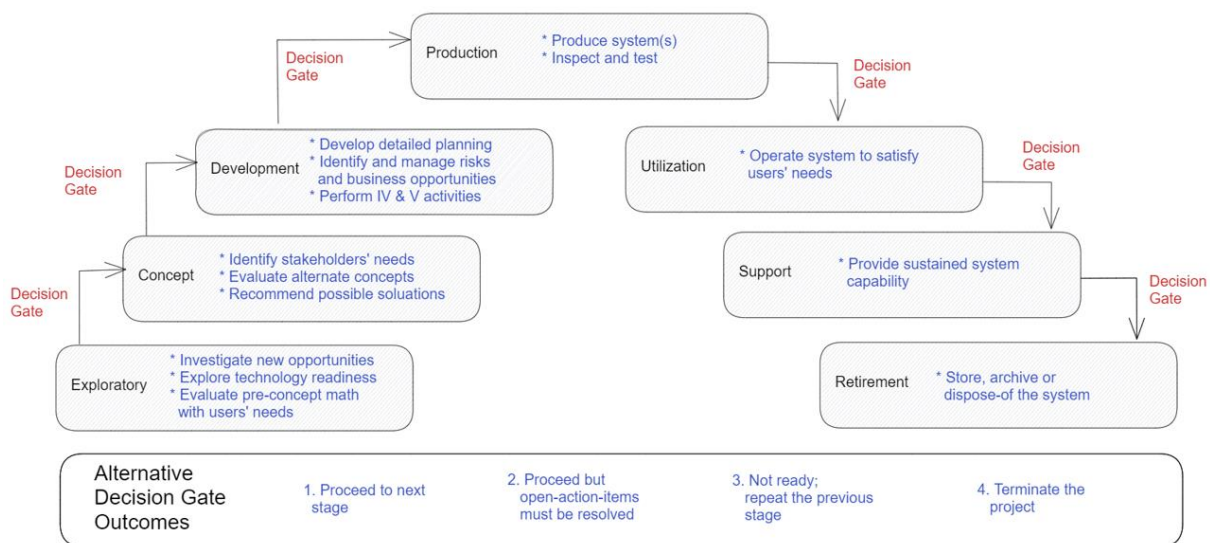 Production
* Produce system(s)
* Inspect and test
Decision
Gate
Decision
Gate
Development
* Develop detailed planning
* Identify and manage risks
and business opportunities
* Perform IV & V activities
Decision
Gate
Utilization
* Operate system to satisfy
users' needs
Decision
Gate
Concept
* Identify stakeholders' needs
* Evaluate alternate concepts
* Recommend possible soluations
Decision
Gate
Support
* Provide sustained system
capability
Decision
Gate
Exploratory
* Investigate new opportunities
* Explore technology readiness
* Evaluate pre-concept math
with users' needs
Retirement
* Store, archive or
dispose-of the system
Alternative
Decision Gate
Outcomes
1. Proceed to next
stage
2. Proceed but
open-action-items
must be resolved
3. Not ready;
repeat the previous
stage
4. Terminate the
project